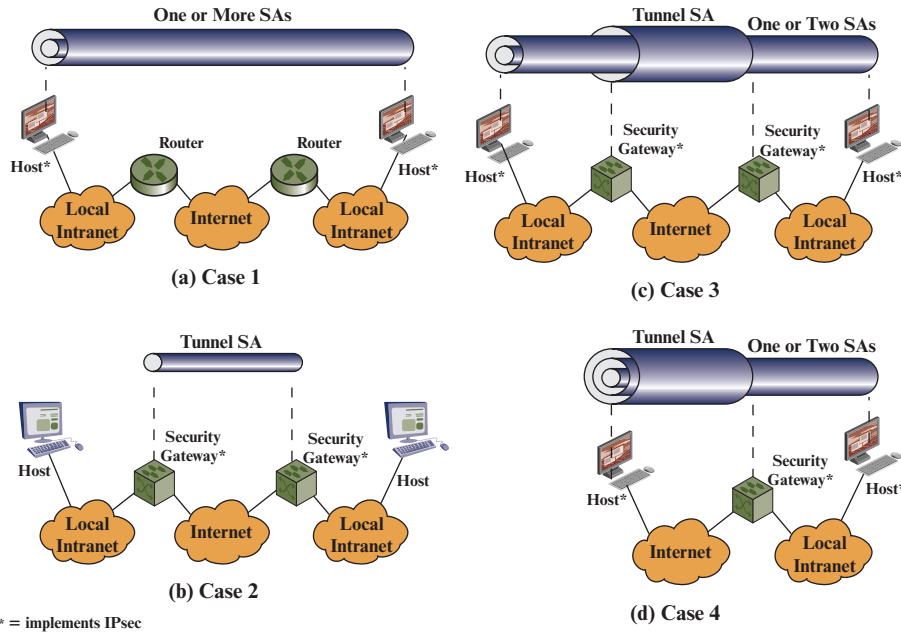 One or More SAs
Host*
Router
Router
Host*
Local
Intranet
Internet
Local
Intranet
(a) Case 1
Tunnel SA
Host
Security
Gateway*
Security
Gateway*
Host
Local
Intranet
Internet
Local
Intranet
(b) Case 2
Tunnel SA
One or Two SAs
Host*
Security
Gateway*
Security
Gateway*
Host*
Local
Intranet
Internet
Local
Intranet
(c) Case 3
Tunnel SA
One or Two SAs
Host*
Security
Gateway*
Host*
Internet
Local
Intranet
(d) Case 4
* = implements IPsec